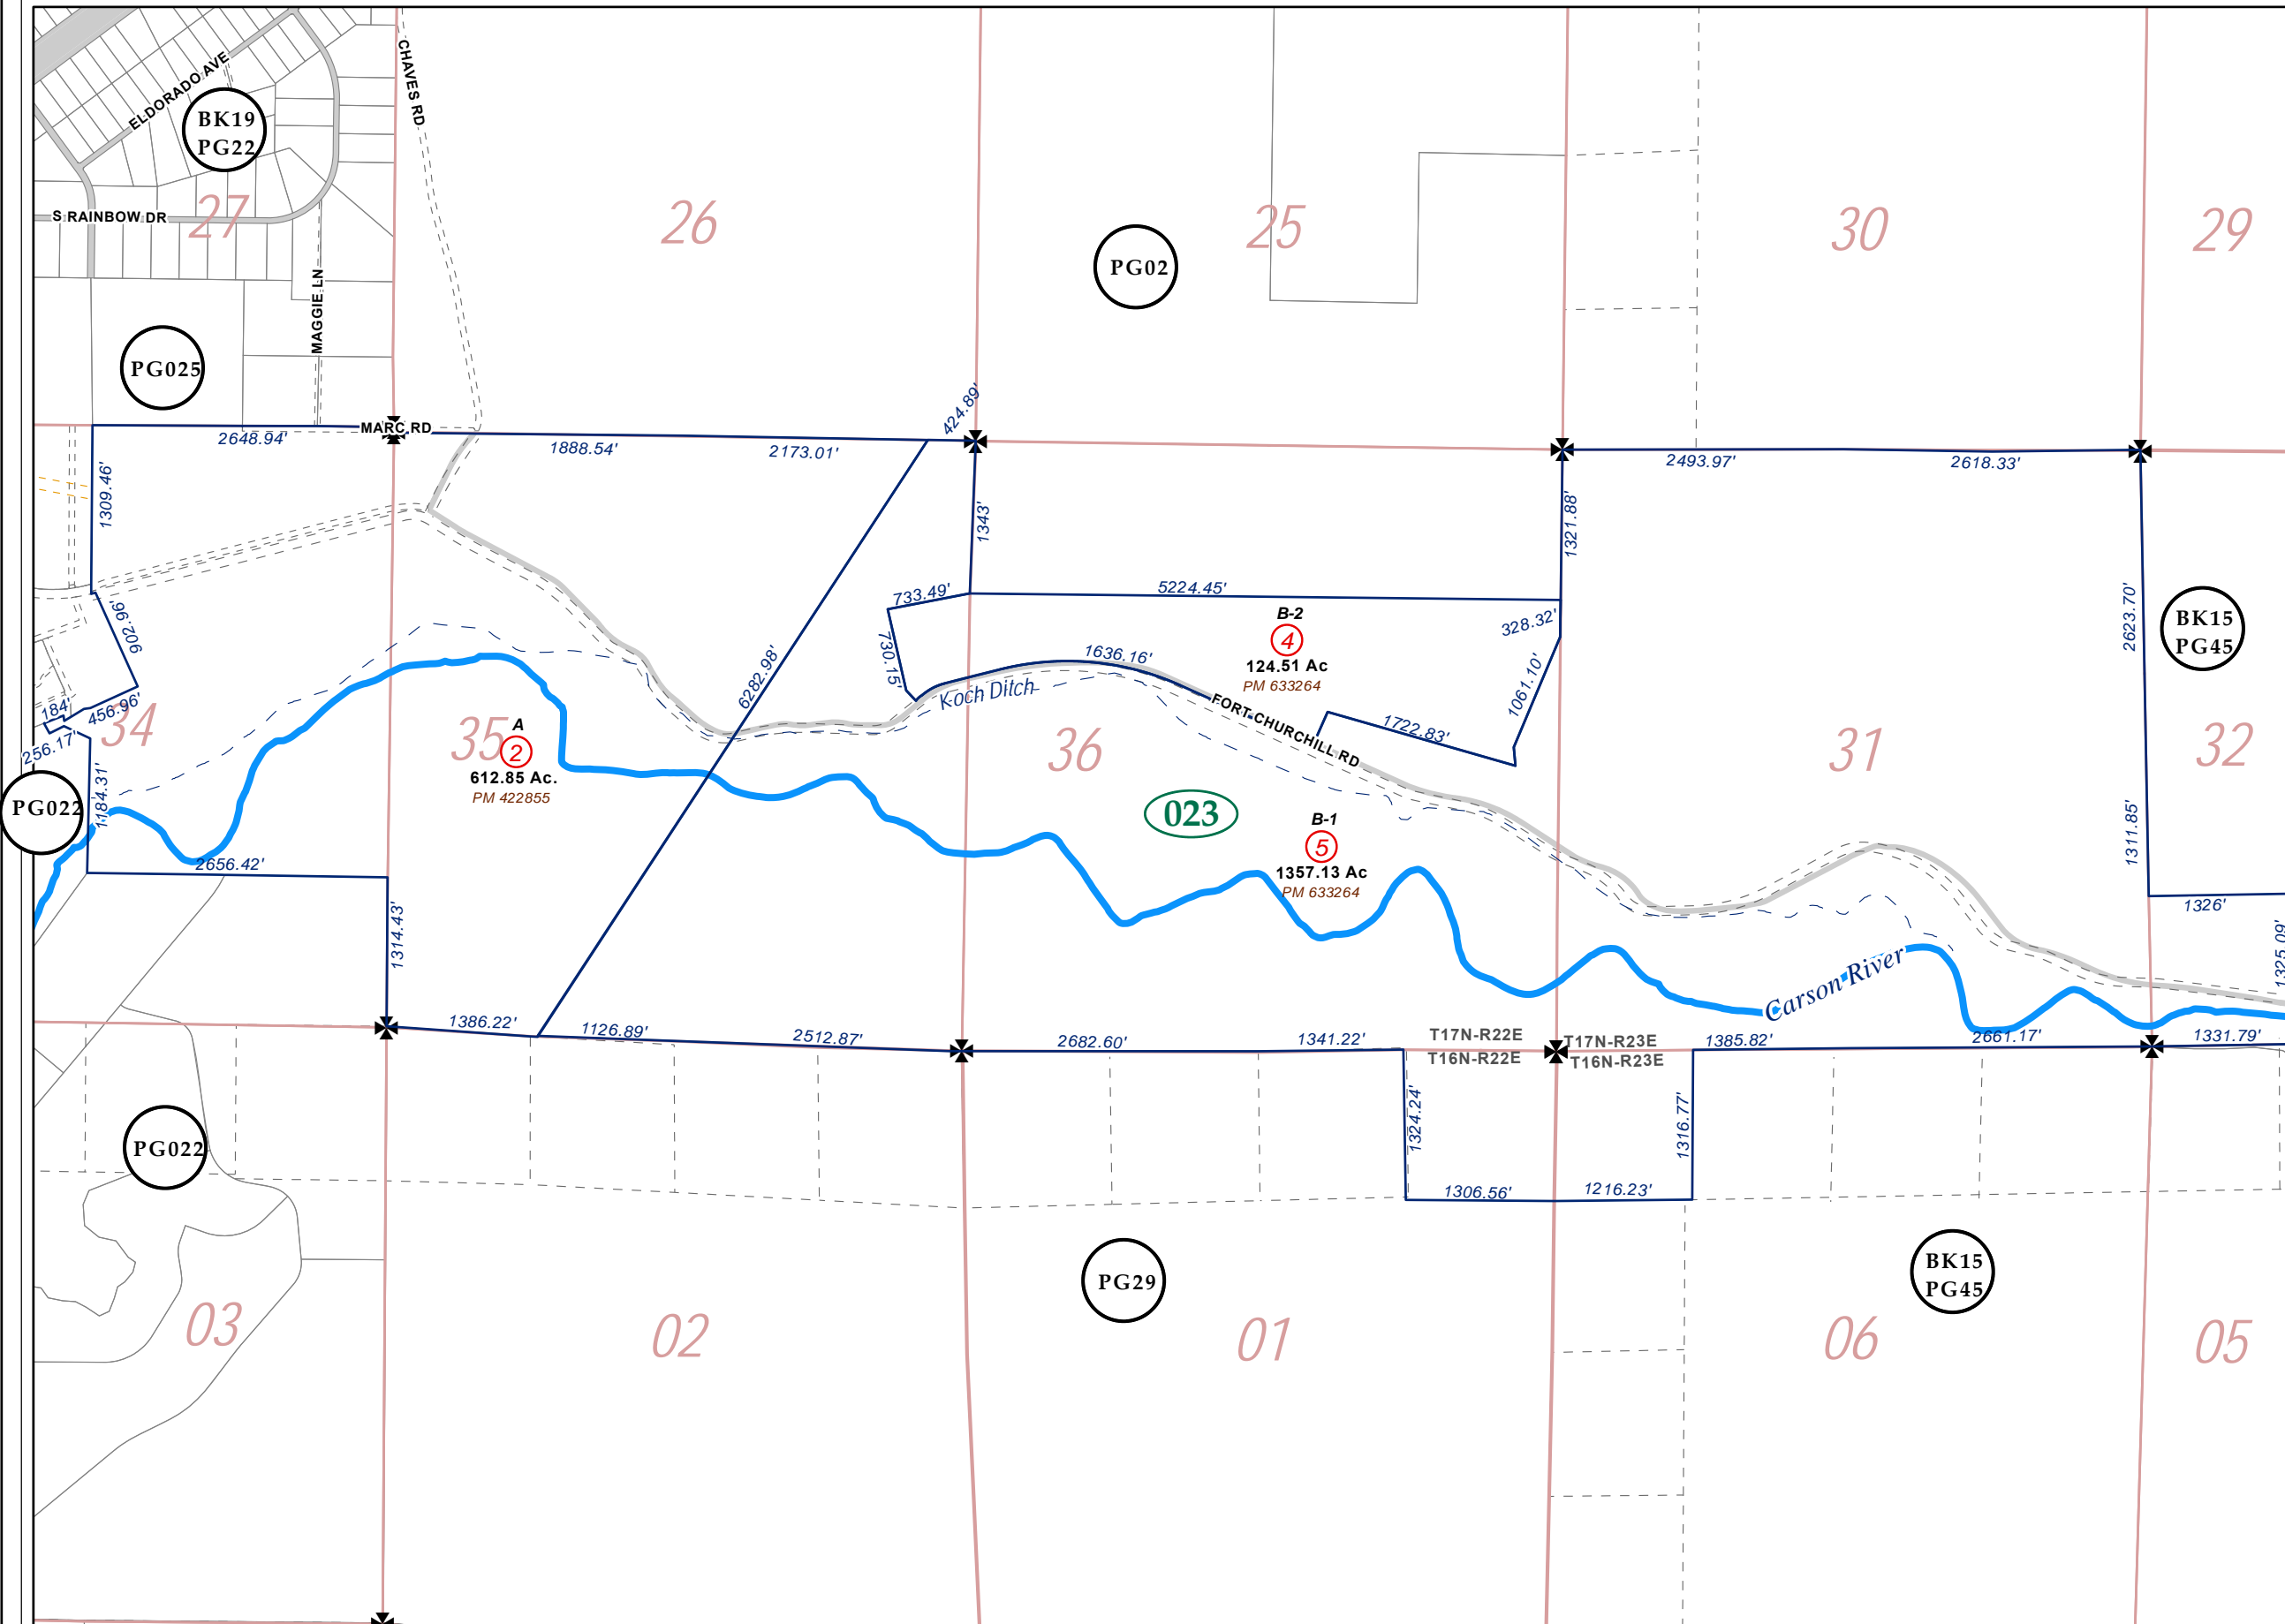 CHAVES RD
ELDORADO AVE
BK19
PG22
27
S RAINBOW DR
26
25
30
29
PG02
MAGGIE LN
PG025
MARC RD
2648.94'
1888.54'
2173.01'
424.89'
2493.97'
2618.33'
1309.46'
1343'
1321.88'
902.96'
733.49'
5224.45'
B-2
4
124.51 Ac
PM 633264
328.32'
2623.70'
BK15
PG45
730.15'
1636.16'
Koch Ditch
6282.98'
1061.10'
FORT CHURCHILL RD
1722.83'
184'
456.96'
34
256.17'
35
A
2
612.85 Ac.
PM 422855
36
31
32
PG022
1184.31'
023
B-1
5
1357.13 Ac
PM 633264
1311.85'
2656.42'
1314.43'
1326'
1325.09'
Carson River
1386.22'
1126.89'
2512.87'
2682.60'
1341.22'
T17N-R22E
T17N-R23E
T16N-R22E
T16N-R23E
1385.82'
2661.17'
1331.79'
1324.24'
1316.77'
PG022
1306.56'
1216.23'
PG29
BK15
PG45
03
02
01
06
05